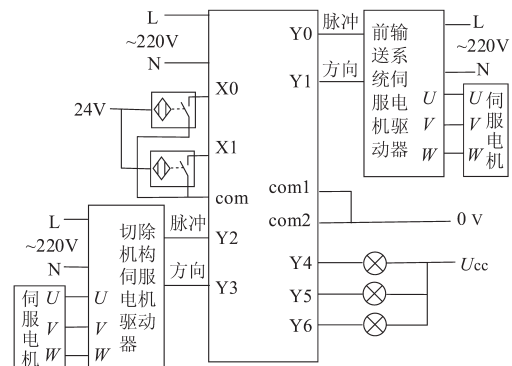 L
~220V
N
24V
X0
X1
com
Y0
Y1
com1
com2
Y2
Y3
Y4
Y5
Y6
脉冲
方向
前输
送系
统伺
服电
机驱
动器
L
~220V
N
U
V
W
U
V
W
伺
服
电
机
0 V
Ucc
脉冲
方向
L
~220V
N
切除
机构
伺服
电机
驱动
器
U
V
W
伺
服
电
机
U
V
W